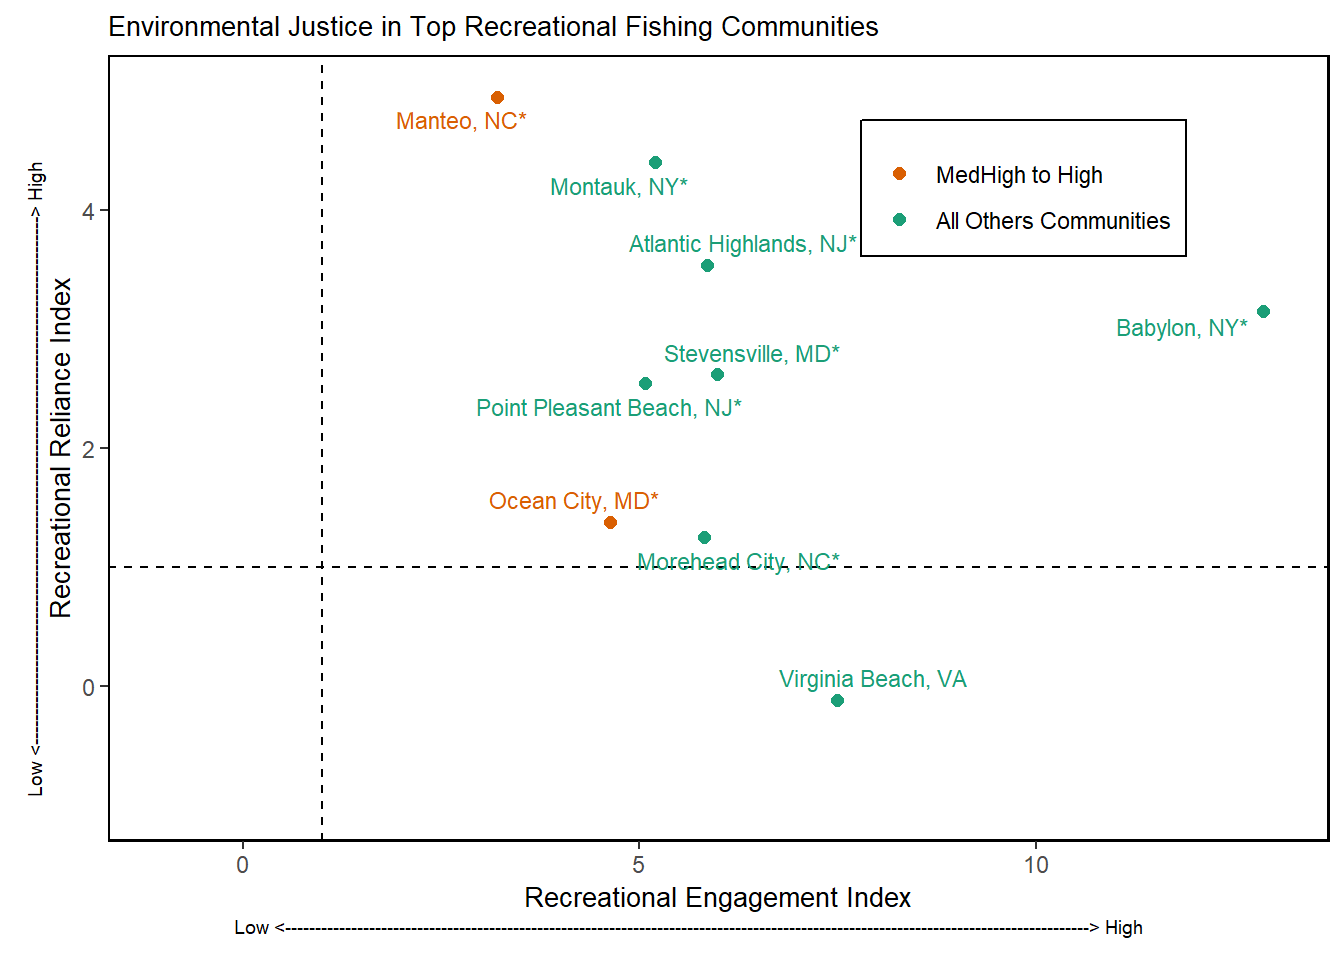 Environmental Justice in Top Recreational Fishing Communities
Manteo, NC*
Montauk, NY*
MedHigh to High
All Others Communities
Atlantic Highlands, NJ*
Babylon, NY*
Stevensville, MD*
Point Pleasant Beach, NJ*
Ocean City, MD*
Morehead City, NC*
Virginia Beach, VA
4
2
0
Recreational Reliance Index
Low <--------------------------------------------------------------------------------------> High
0 5 10
Recreational Engagement Index
Low <--------------------------------------------------------------------------------------------------------------------------------------> High